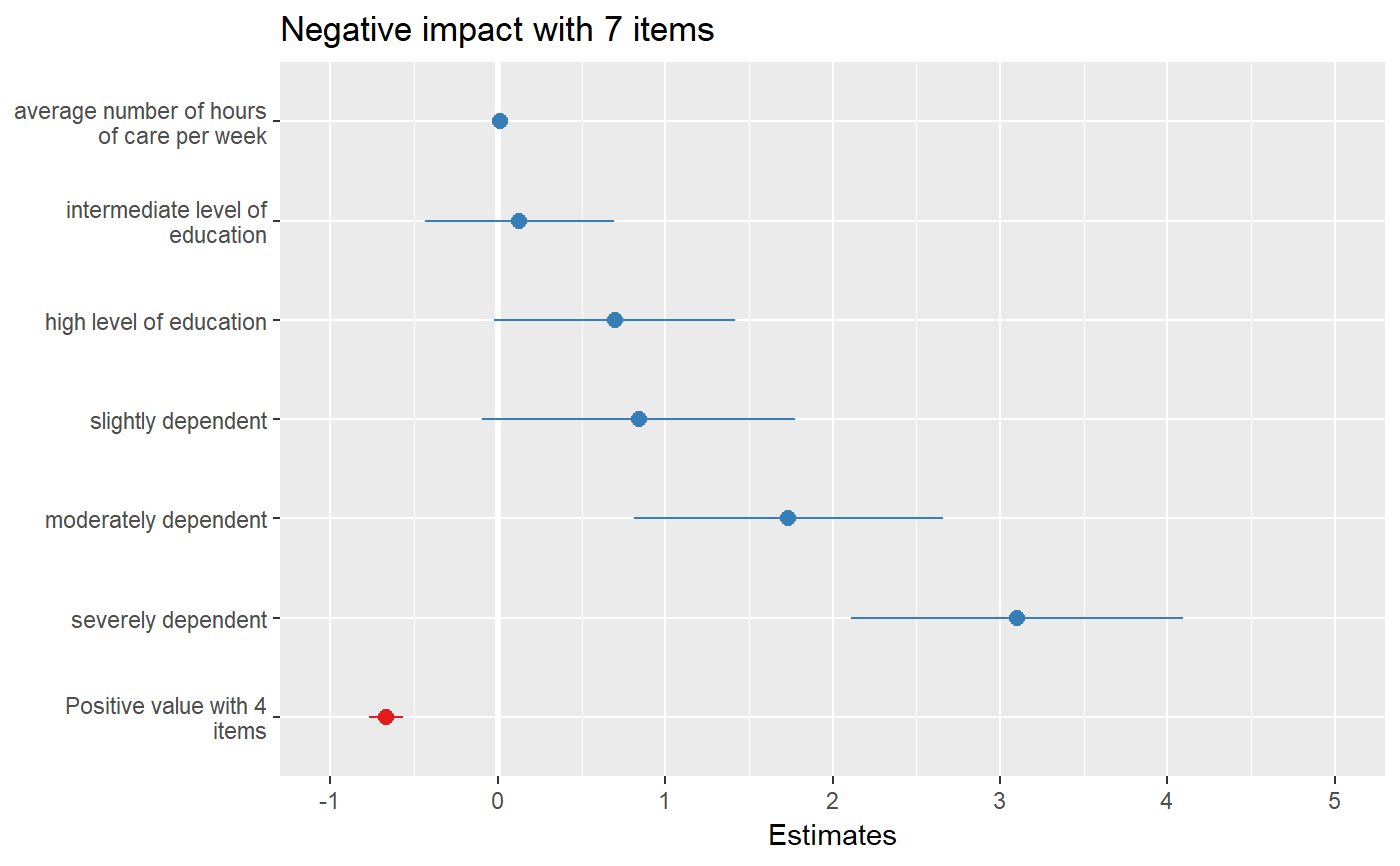 Negative impact with 7 items
average number of hours
of care per week
intermediate level of
education
high level of education
slightly dependent
moderately dependent
severely dependent
Positive value with 4
items
-1 0 1 2 3 4 5
Estimates